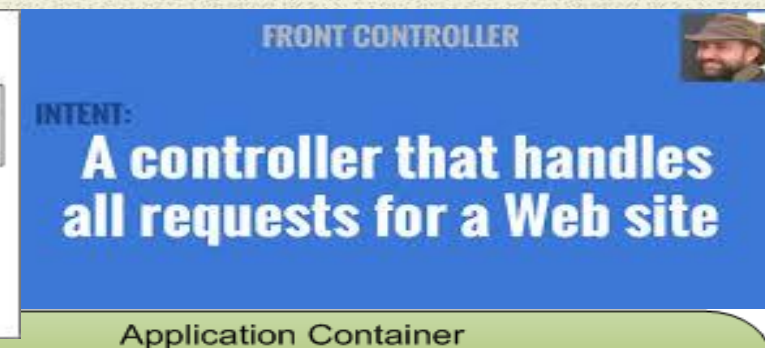 FRONT CONTROLLER
INTENT:
A controller that handles
all requests for a Web site
Application Container